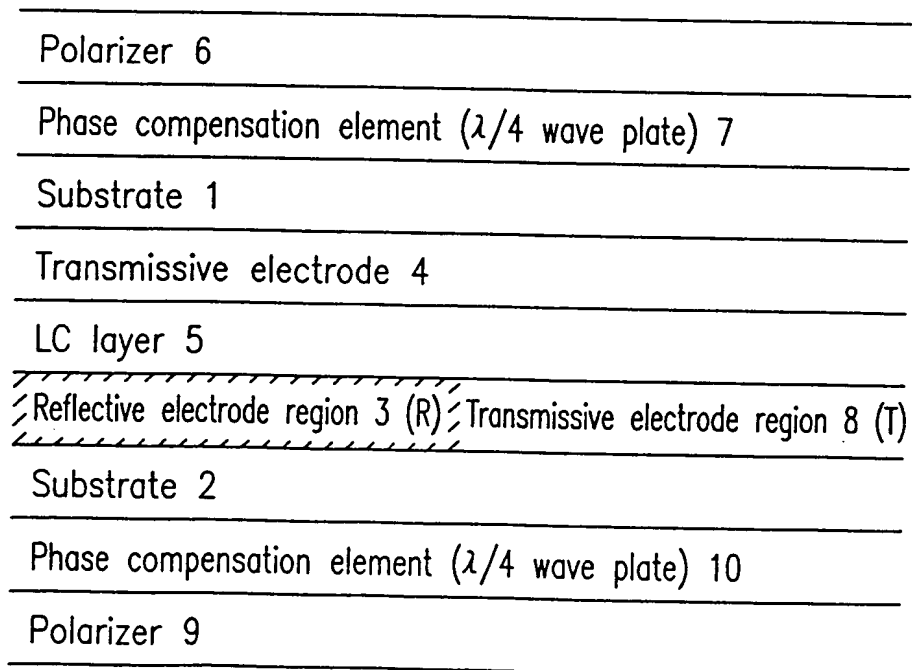 Polarizer 6
Phase compensation element (λ/4 wave plate) 7
Substrate 1
Transmissive electrode 4
LC layer 5
Reflective electrode region 3 (R) Transmissive electrode region 8 (T)
Substrate 2
Phase compensation element (λ/4 wave plate) 10
Polarizer 9